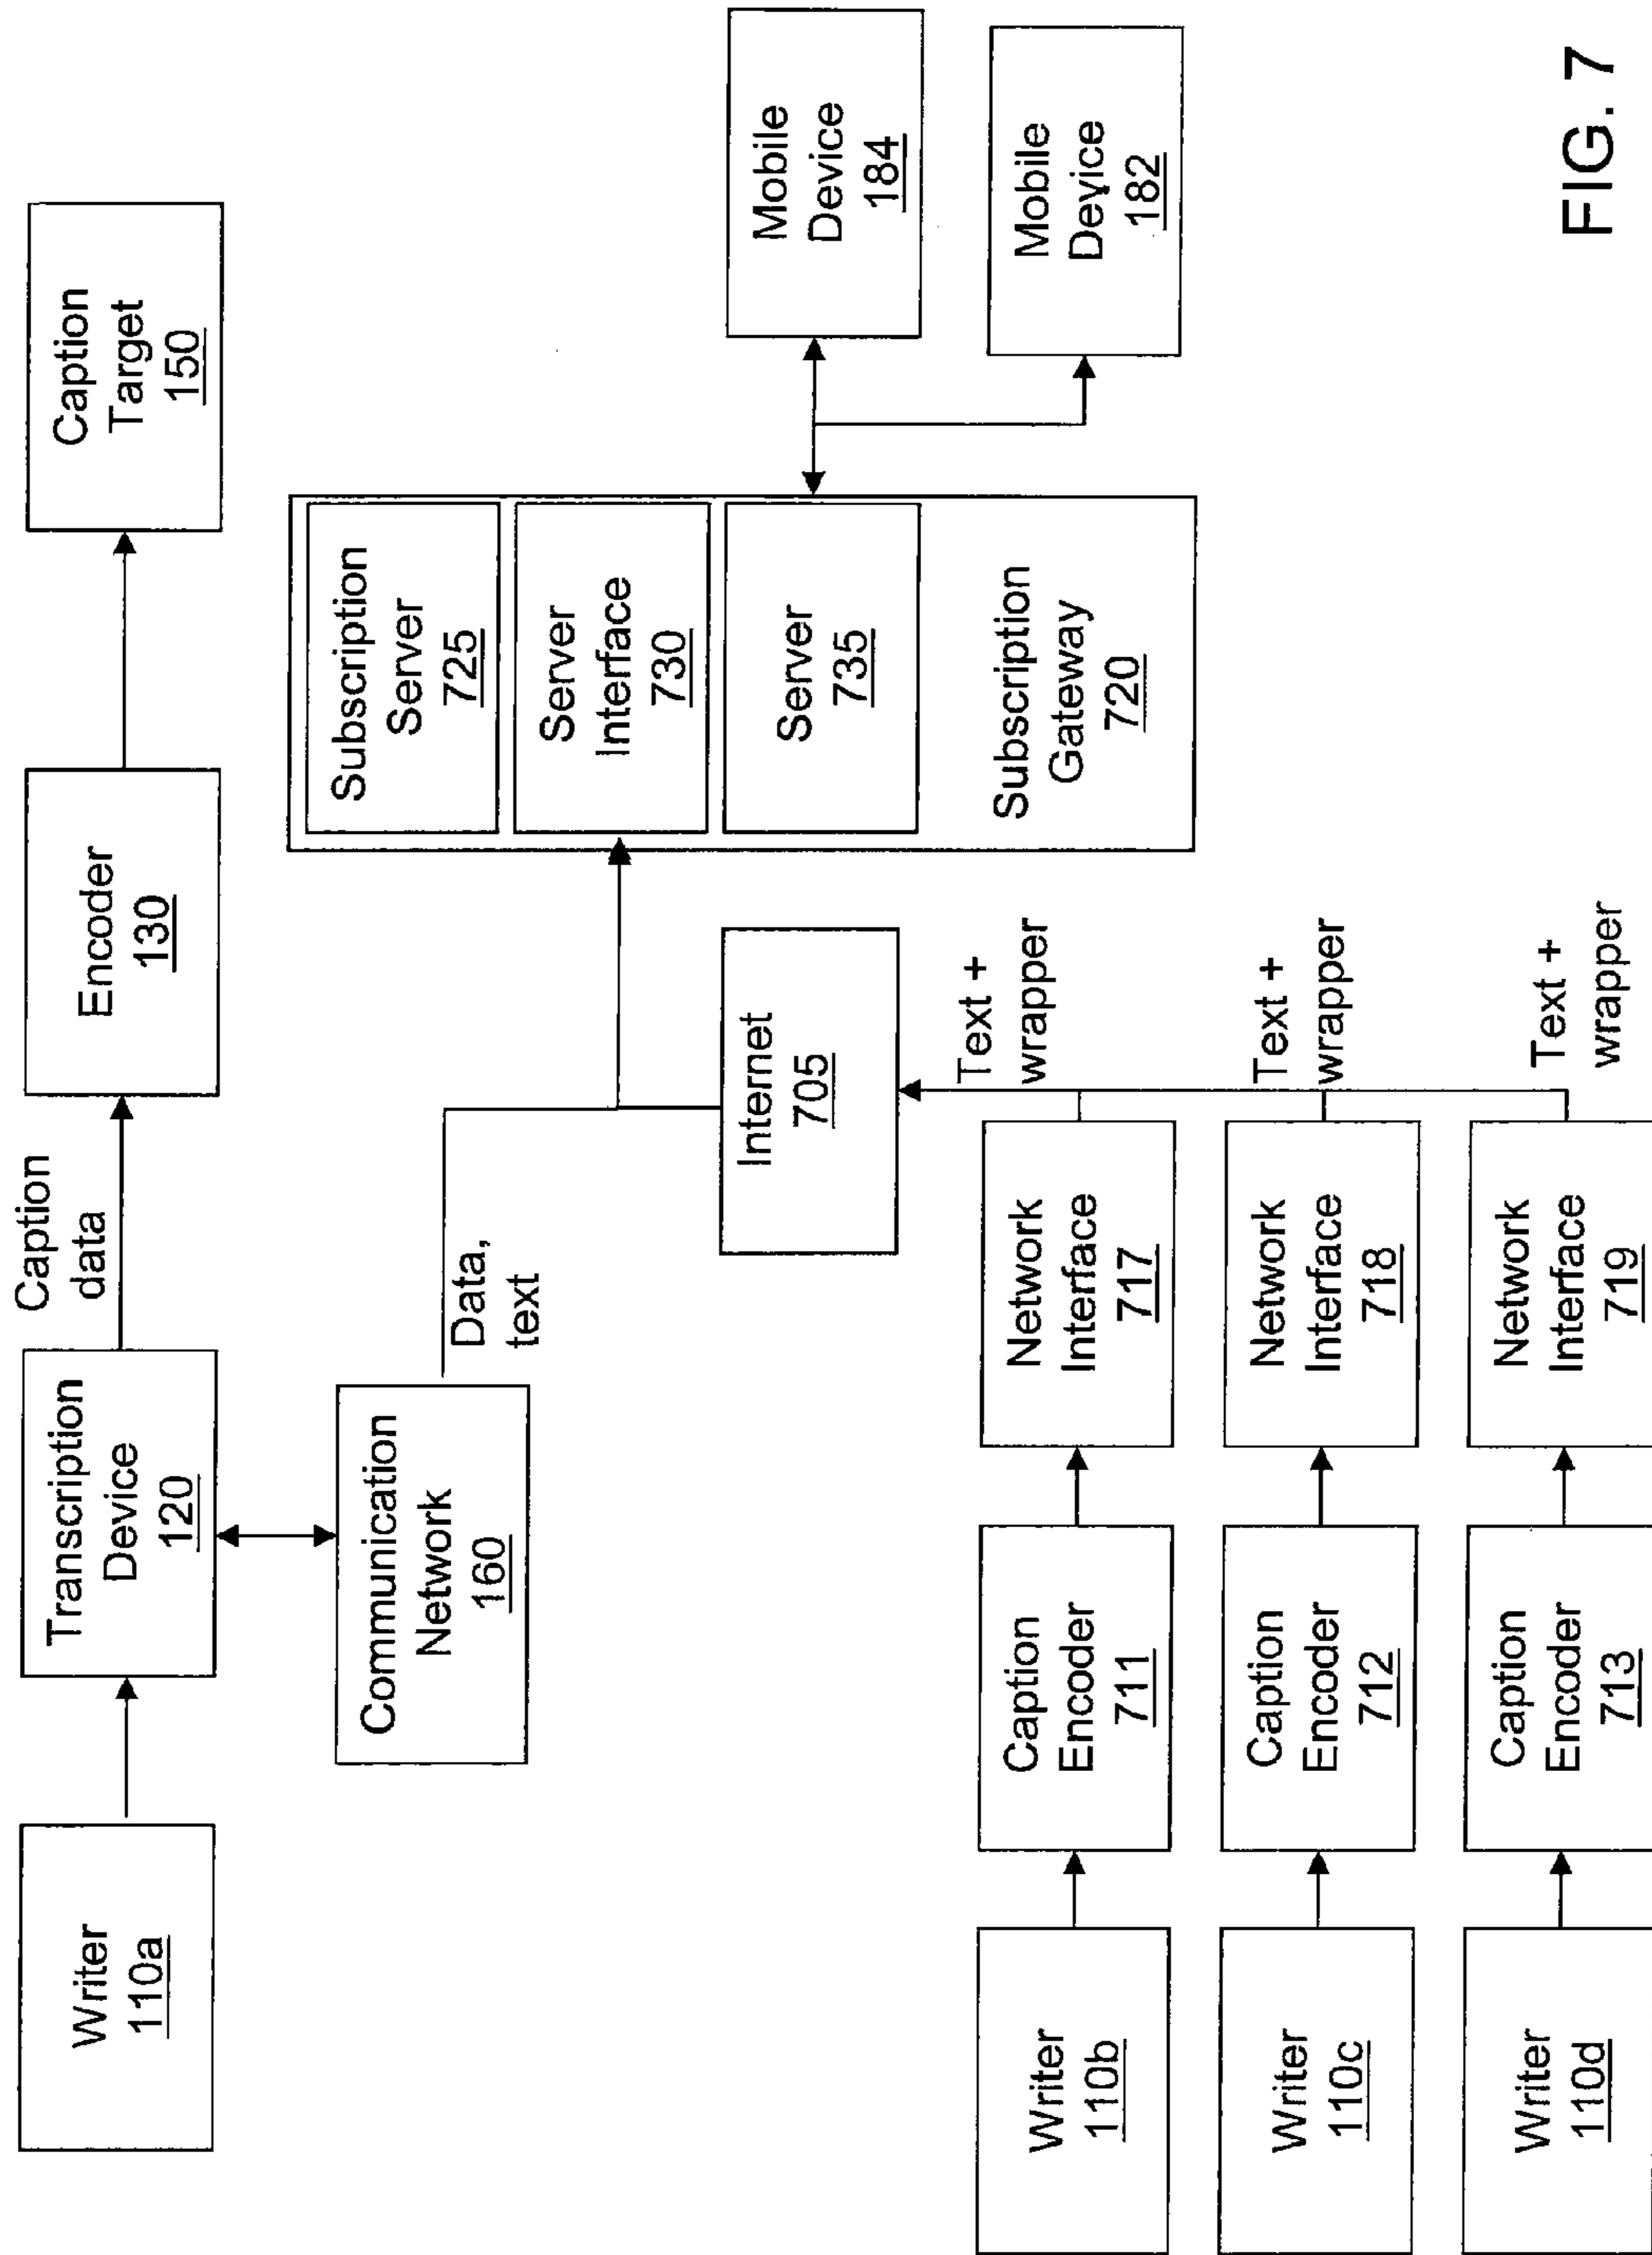 Writer
110a
Transcription
Device
120
Caption
data
Encoder
130
Caption
Target
150
Communication
Network
160
Data,
text
Internet
705
Subscription
Server
725
Server
Interface
730
Server
735
Subscription
Gateway
720
Mobile
Device
184
Mobile
Device
182
Writer
110b
Caption
Encoder
711
Network
Interface
717
Text +
wrapper
Writer
110c
Caption
Encoder
712
Network
Interface
718
Text +
wrapper
Writer
110d
Caption
Encoder
713
Network
Interface
719
Text +
wrapper
FIG. 7